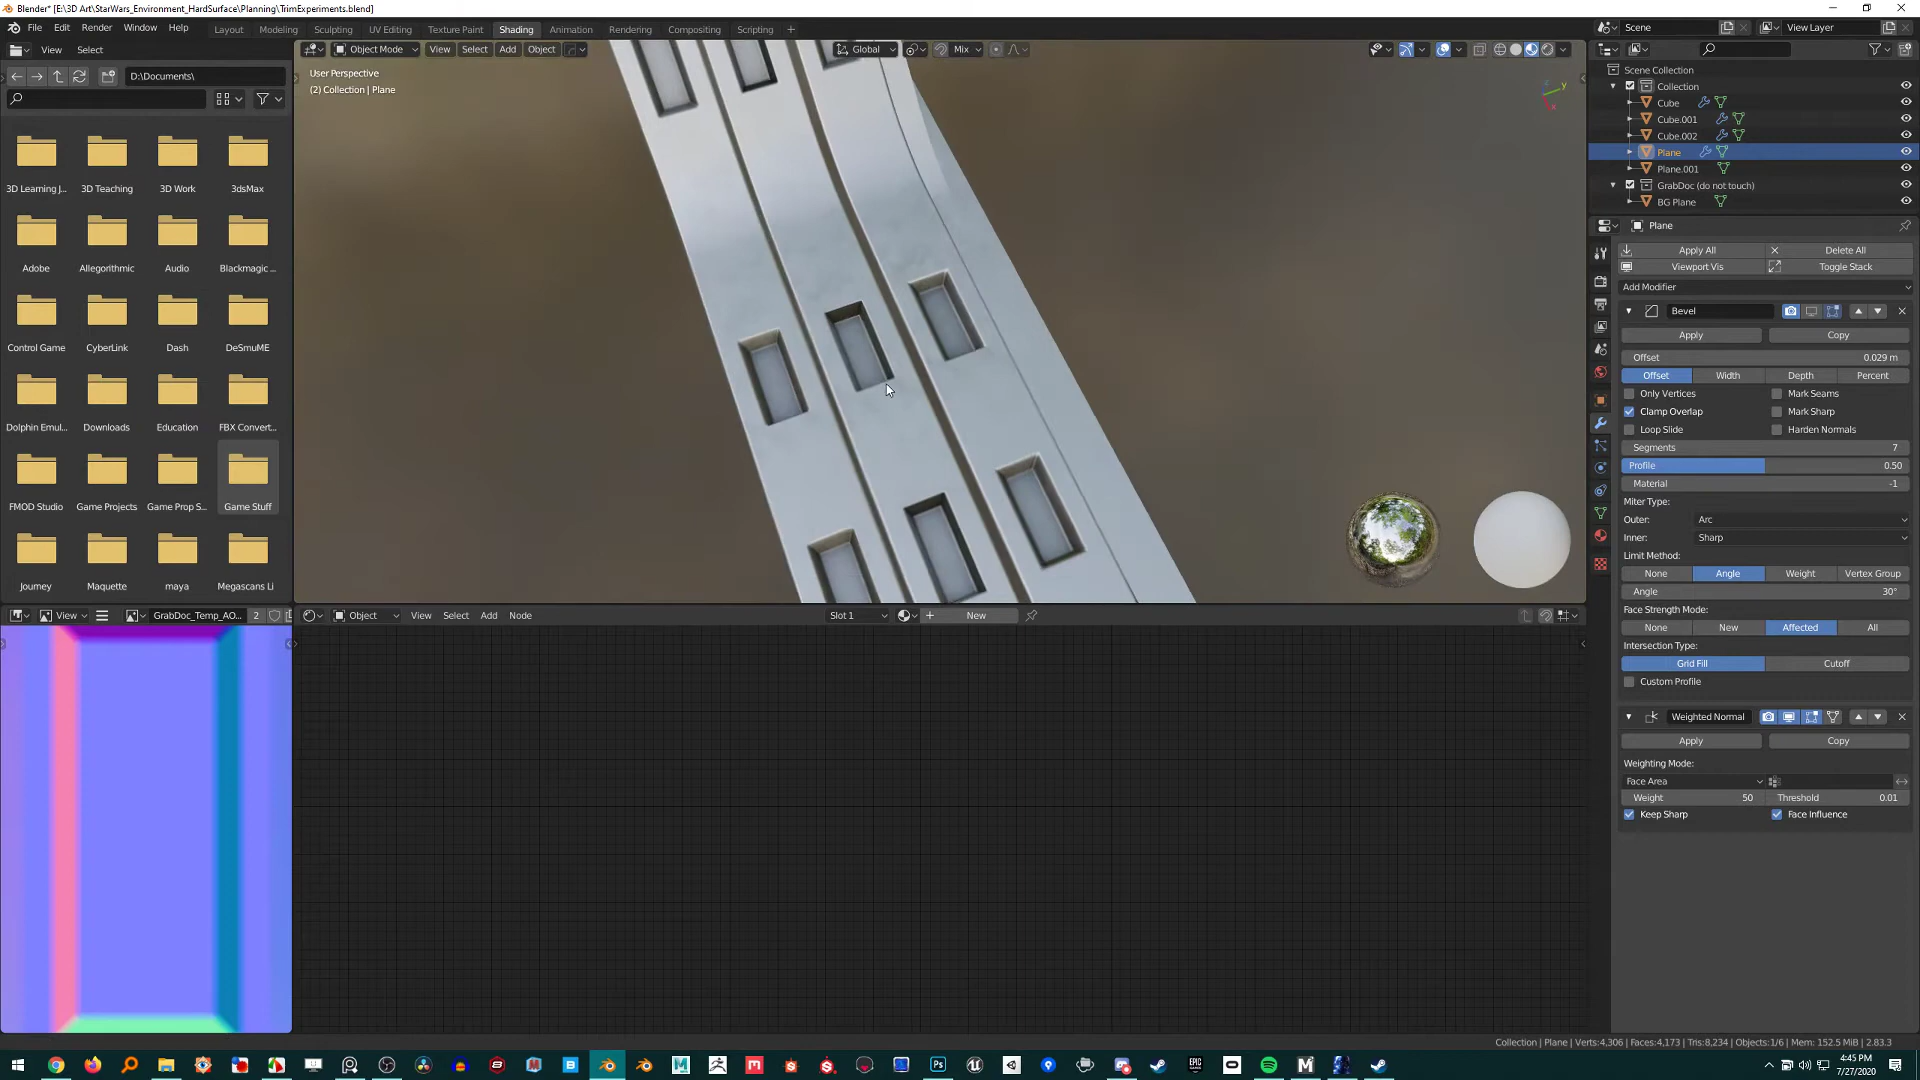 Blender* [E:\3D Art\StarWars_Environment_HardSurface\Planning\TrimExperiments.blend]
File Edit Render Window Help
Layout Modeling Sculpting UV Editing Texture Paint Shading Animation Rendering Compositing Scripting +
Scene View Layer
View Select
Object Mode View Select Add Object Global Mix
D:\Documents\
User Perspective
(2) Collection | Plane
3D Learning J... 3D Teaching 3D Work 3dsMax
Adobe Allegorithmic Audio Blackmagic ...
Control Game CyberLink Dash DeSmuME
Dolphin Emul... Downloads Education FBX Convert...
FMOD Studio Game Projects Game Prop S... Game Stuff
Journey Maquette maya Megascans Li
Scene Collection
Collection
Cube
Cube.001
Cube.002
Plane
Plane.001
GrabDoc (do not touch)
BG Plane
Plane
Apply All Delete All
Viewport Vis Toggle Stack
Add Modifier
Bevel
Apply Copy
Offset 0.029 m
Offset Width Depth Percent
Only Vertices Mark Seams
Clamp Overlap Mark Sharp
Loop Slide Harden Normals
Segments 7
Profile 0.50
Material -1
Miter Type:
Outer: Arc
Inner: Sharp
Limit Method:
None Angle Weight Vertex Group
Angle 30°
Face Strength Mode:
None New Affected All
Intersection Type:
Grid Fill Cutoff
Custom Profile
Weighted Normal
Apply Copy
Weighting Mode:
Face Area
Weight 50 Threshold 0.01
Keep Sharp Face Influence
View GrabDoc_Temp_AO... 2
Object View Select Add Node Slot 1 + New
Collection | Plane | Verts:4,306 | Faces:4,173 | Tris:8,234 | Objects:1/6 | Mem: 152.5 MiB | 2.83.3
4:45 PM
7/27/2020